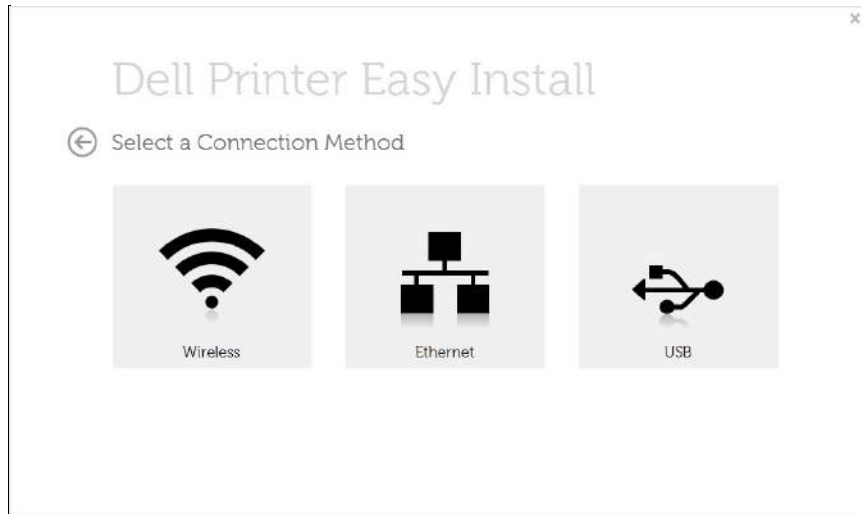 Dell Printer Easy Install
Select a Connection Method
Wireless
Ethernet
USB